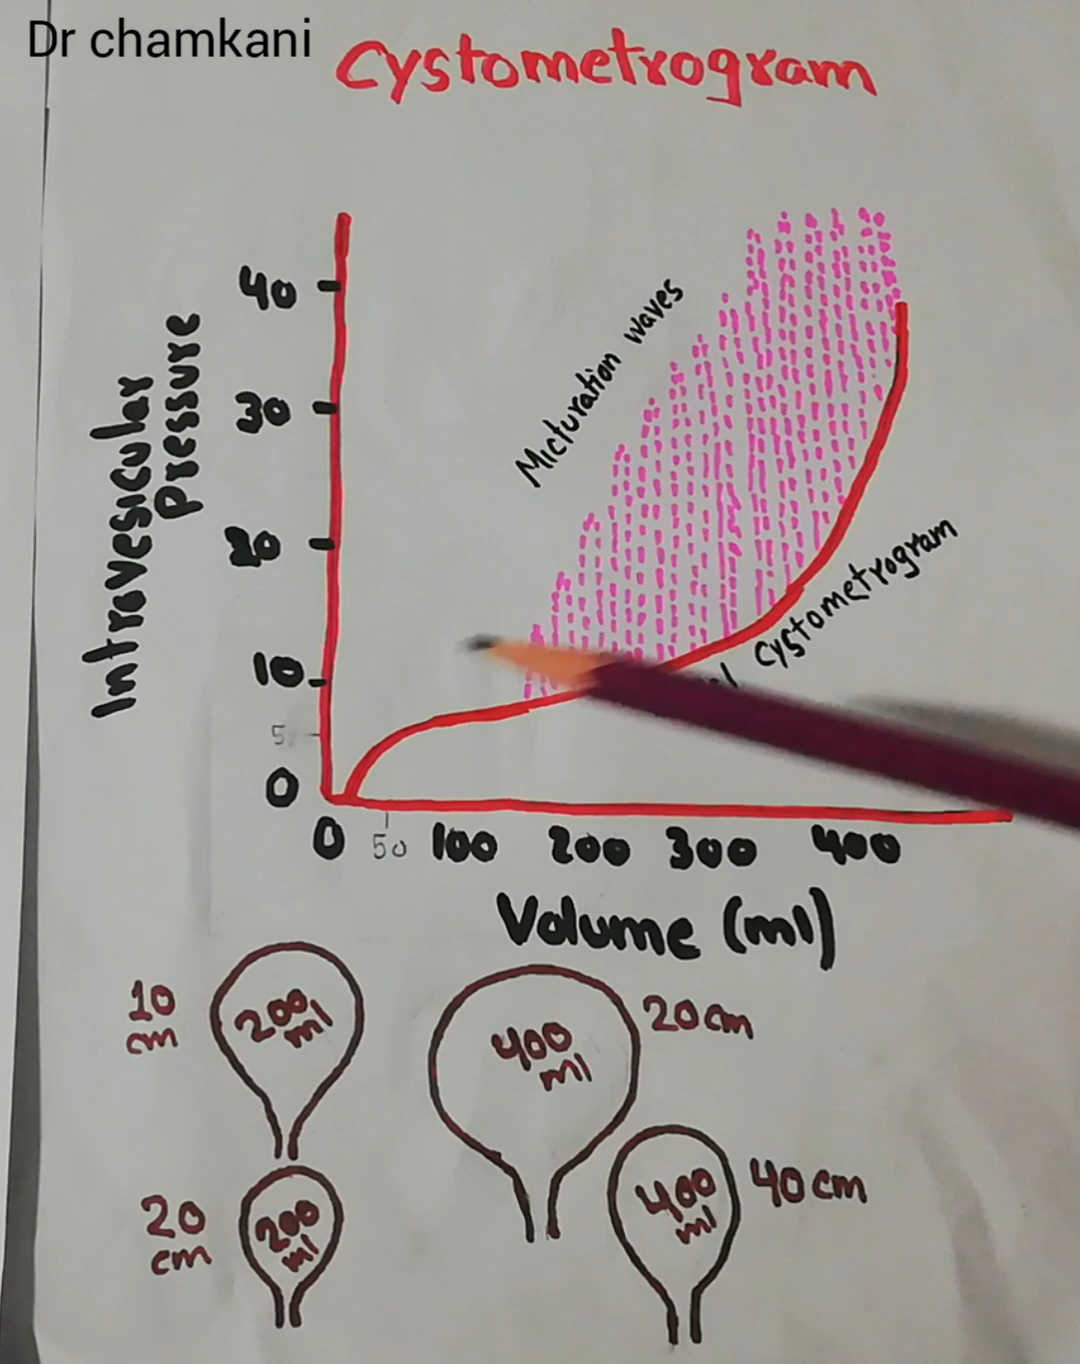 Dr chamkani
Cystometrogram
Intravesicular
Pressure
40
30
20
10
5
0
Micturation waves
cystometrogram
0 50 100 200 300 400
Volume (ml)
10
cm
200
ml
400
ml
20cm
20
cm
200
ml
400
ml
40cm